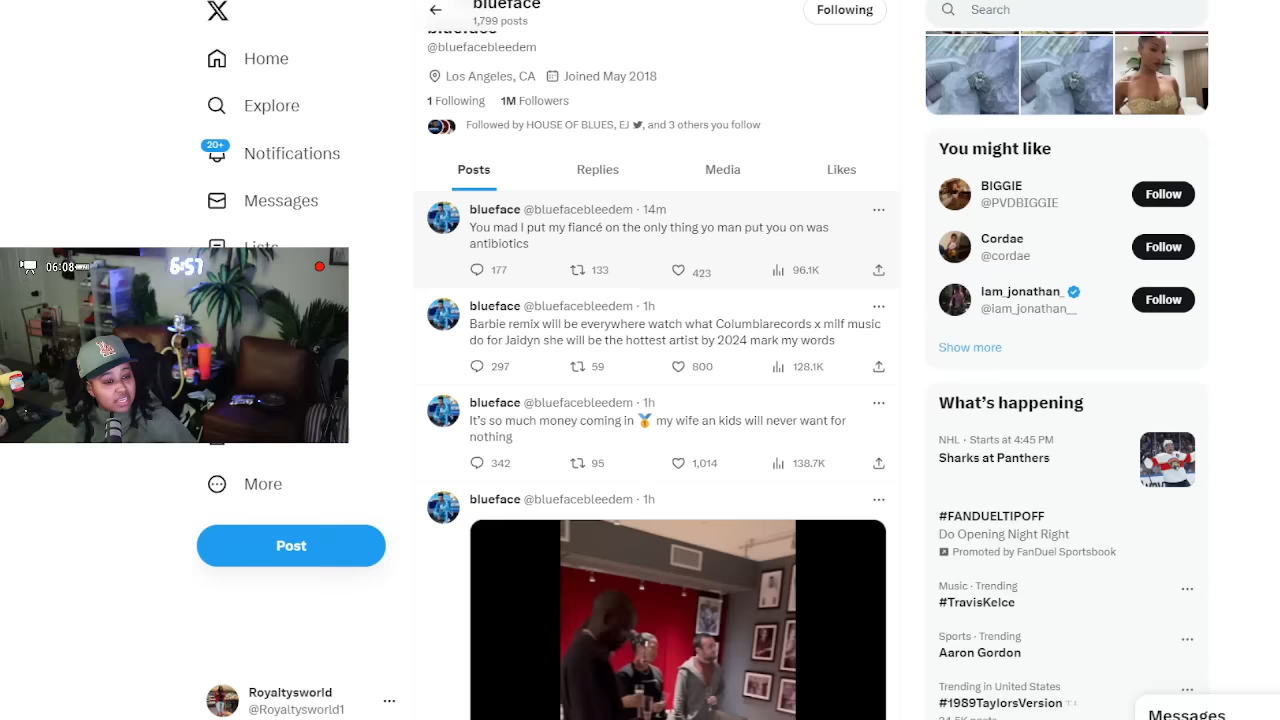 blueface
1,799 posts
Following
Search
Home
Explore
20+
Notifications
Messages
Lists
06:08
6:57
More
Post
Royaltysworld
@Royaltysworld1
blueface
@bluefacebleedem
Los Angeles, CA Joined May 2018
1 Following 1M Followers
Followed by HOUSE OF BLUES, EJ, and 3 others you follow
Posts Replies Media Likes
blueface @bluefacebleedem · 14m
You mad I put my fiancé on the only thing yo man put you on was
antibiotics
177 133 423 96.1K
blueface @bluefacebleedem · 1h
Barbie remix will be everywhere watch what Columbiarecords x milf music
do for Jaidyn she will be the hottest artist by 2024 mark my words
297 59 800 128.1K
blueface @bluefacebleedem · 1h
It's so much money coming in 🏅 my wife an kids will never want for
nothing
342 95 1,014 138.7K
blueface @bluefacebleedem · 1h
You might like
BIGGIE
@PVDBIGGIE
Follow
Cordae
@cordae
Follow
Iam_jonathan_
@iam_jonathan__
Follow
Show more
What's happening
NHL · Starts at 4:45 PM
Sharks at Panthers
#FANDUELTIPOFF
Do Opening Night Right
Promoted by FanDuel Sportsbook
Music · Trending
#TravisKelce
Sports · Trending
Aaron Gordon
Trending in United States
#1989TaylorsVersion
Messages